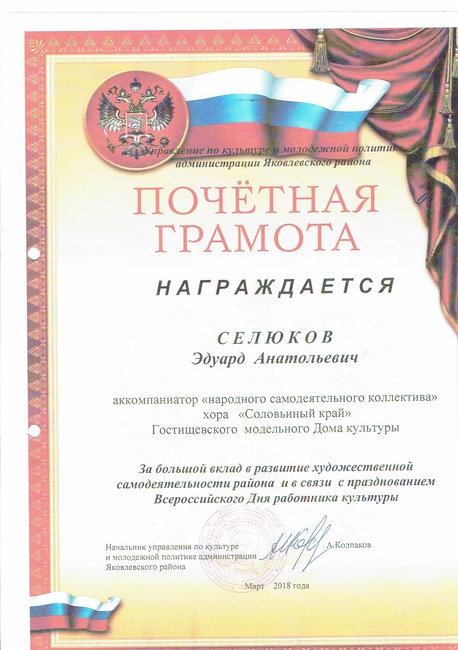 Управление по культуре и молодежной политике
администрации Яковлевского района
ПОЧЁТНАЯ
ГРАМОТА
НАГРАЖДАЕТСЯ
СЕЛЮКОВ
Эдуард Анатольевич
аккомпаниатор «народного самодеятельного коллектива»
хора «Соловьиный край»
Гостищевского модельного Дома культуры
За большой вклад в развитие художественной
самодеятельности района и в связи с празднованием
Всероссийского Дня работника культуры
Начальник управления по культуре
и молодежной политике администрации
Яковлевского района
А.Колпаков
Март 2018 года